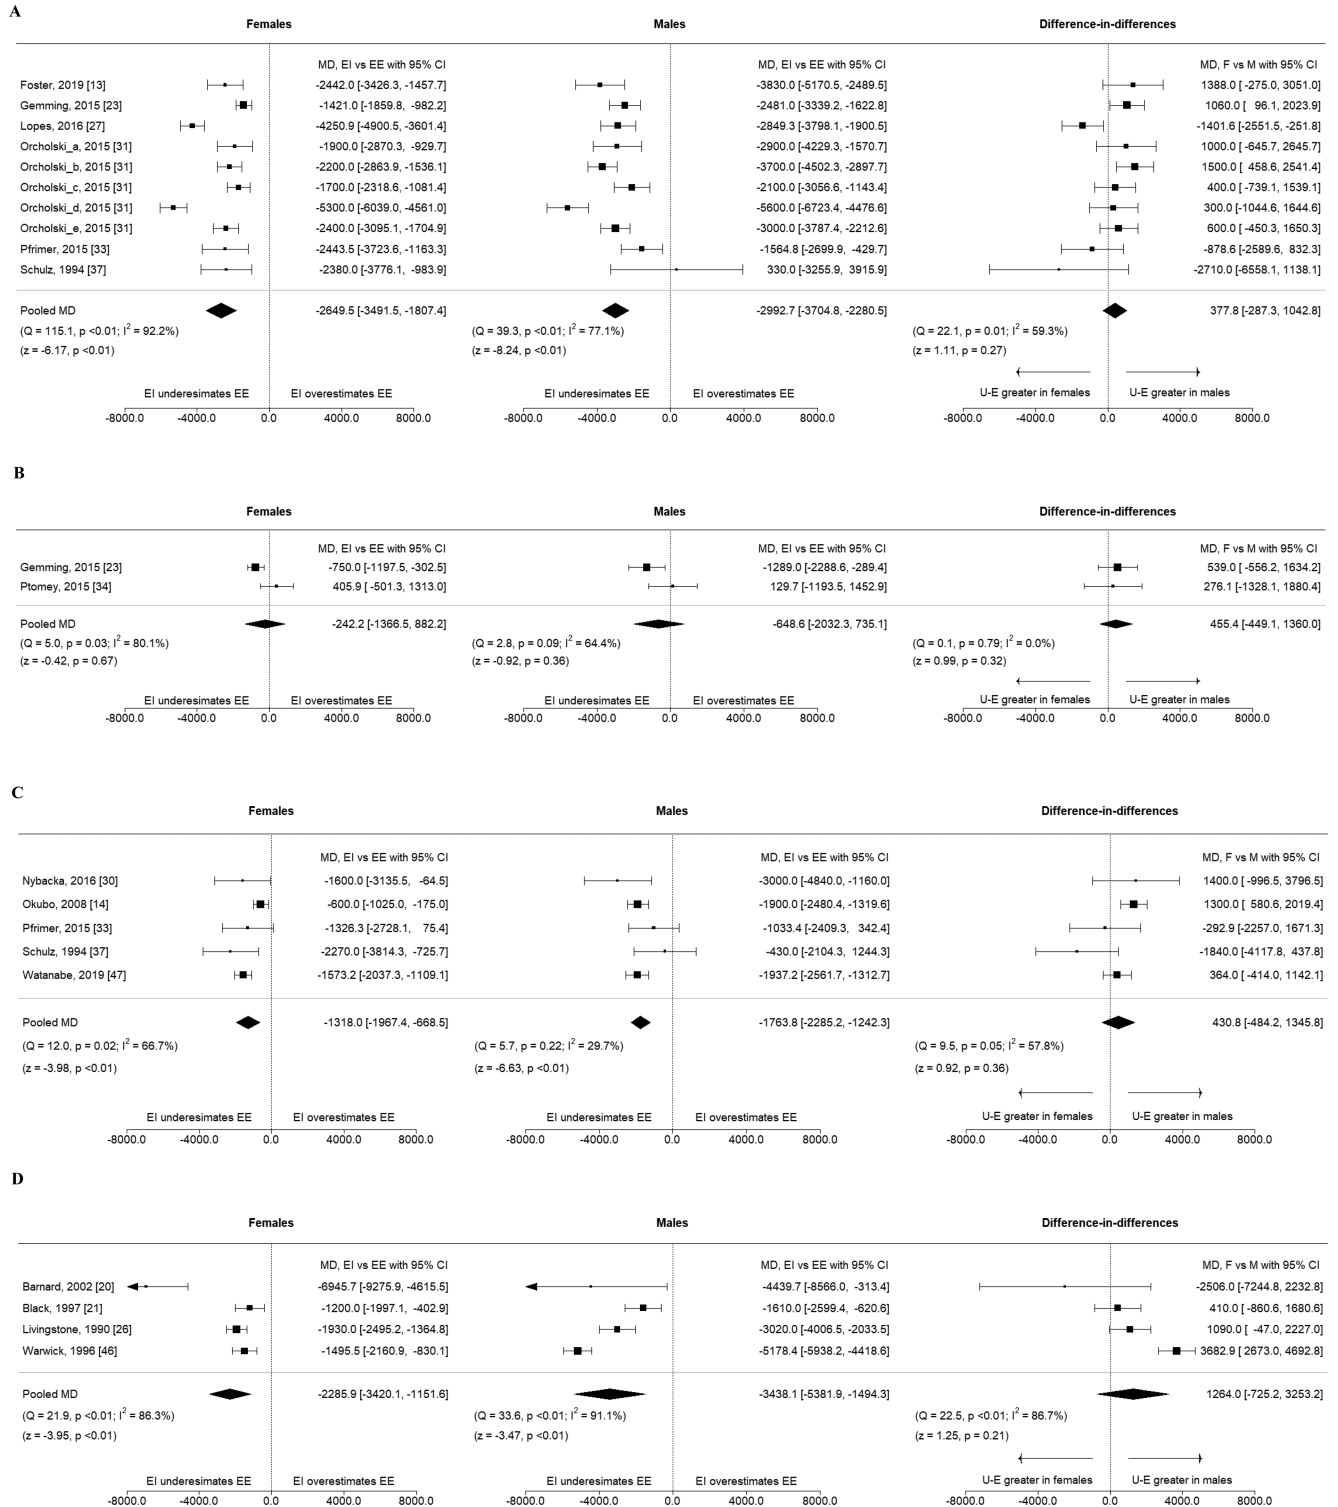 A
Females Males Difference-in-differences
MD, EI vs EE with 95% CI MD, EI vs EE with 95% CI MD, F vs M with 95% CI
Foster, 2019 [13] -2442.0 [-3426.3, -1457.7] -3830.0 [-5170.5, -2489.5] 1388.0 [ -275.0, 3051.0]
Gemming, 2015 [23] -1421.0 [-1859.8, -982.2] -2481.0 [-3339.2, -1622.8] 1060.0 [ 96.1, 2023.9]
Lopes, 2016 [27] -4250.9 [-4900.5, -3601.4] -2849.3 [-3798.1, -1900.5] -1401.6 [-2551.5, -251.8]
Orcholski_a, 2015 [31] -1900.0 [-2870.3, -929.7] -2900.0 [-4229.3, -1570.7] 1000.0 [ -645.7, 2645.7]
Orcholski_b, 2015 [31] -2200.0 [-2863.9, -1536.1] -3700.0 [-4502.3, -2897.7] 1500.0 [ 458.6, 2541.4]
Orcholski_c, 2015 [31] -1700.0 [-2318.6, -1081.4] -2100.0 [-3056.6, -1143.4] 400.0 [ -739.1, 1539.1]
Orcholski_d, 2015 [31] -5300.0 [-6039.0, -4561.0] -5600.0 [-6723.4, -4476.6] 300.0 [-1044.6, 1644.6]
Orcholski_e, 2015 [31] -2400.0 [-3095.1, -1704.9] -3000.0 [-3787.4, -2212.6] 600.0 [ -450.3, 1650.3]
Pfrimer, 2015 [33] -2443.5 [-3723.6, -1163.3] -1564.8 [-2699.9, -429.7] -878.6 [-2589.6, 832.3]
Schulz, 1994 [37] -2380.0 [-3776.1, -983.9] 330.0 [-3255.9, 3915.9] -2710.0 [-6558.1, 1138.1]
Pooled MD -2649.5 [-3491.5, -1807.4] -2992.7 [-3704.8, -2280.5] 377.8 [-287.3, 1042.8]
(Q = 115.1, p <0.01; I² = 92.2%) (Q = 39.3, p <0.01; I² = 77.1%) (Q = 22.1, p = 0.01; I² = 59.3%)
(z = -6.17, p <0.01) (z = -8.24, p <0.01) (z = 1.11, p = 0.27)
EI underesimates EE EI overestimates EE EI underesimates EE EI overestimates EE U-E greater in females U-E greater in males
-8000.0 -4000.0 0.0 4000.0 8000.0 -8000.0 -4000.0 0.0 4000.0 8000.0 -8000.0 -4000.0 0.0 4000.0 8000.0
B
Females Males Difference-in-differences
MD, EI vs EE with 95% CI MD, EI vs EE with 95% CI MD, F vs M with 95% CI
Gemming, 2015 [23] -750.0 [-1197.5, -302.5] -1289.0 [-2288.6, -289.4] 539.0 [ -556.2, 1634.2]
Ptomey, 2015 [34] 405.9 [ -501.3, 1313.0] 129.7 [-1193.5, 1452.9] 276.1 [-1328.1, 1880.4]
Pooled MD -242.2 [-1366.5, 882.2] -648.6 [-2032.3, 735.1] 455.4 [-449.1, 1360.0]
(Q = 5.0, p = 0.03; I² = 80.1%) (Q = 2.8, p = 0.09; I² = 64.4%) (Q = 0.1, p = 0.79; I² = 0.0%)
(z = -0.42, p = 0.67) (z = -0.92, p = 0.36) (z = 0.99, p = 0.32)
EI underesimates EE EI overestimates EE EI underesimates EE EI overestimates EE U-E greater in females U-E greater in males
-8000.0 -4000.0 0.0 4000.0 8000.0 -8000.0 -4000.0 0.0 4000.0 8000.0 -8000.0 -4000.0 0.0 4000.0 8000.0
C
Females Males Difference-in-differences
MD, EI vs EE with 95% CI MD, EI vs EE with 95% CI MD, F vs M with 95% CI
Nybacka, 2016 [30] -1600.0 [-3135.5, -64.5] -3000.0 [-4840.0, -1160.0] 1400.0 [ -996.5, 3796.5]
Okubo, 2008 [14] -600.0 [-1025.0, -175.0] -1900.0 [-2480.4, -1319.6] 1300.0 [ 580.6, 2019.4]
Pfrimer, 2015 [33] -1326.3 [-2728.1, 75.4] -1033.4 [-2409.3, 342.4] -292.9 [-2257.0, 1671.3]
Schulz, 1994 [37] -2270.0 [-3814.3, -725.7] -430.0 [-2104.3, 1244.3] -1840.0 [-4117.8, 437.8]
Watanabe, 2019 [47] -1573.2 [-2037.3, -1109.1] -1937.2 [-2561.7, -1312.7] 364.0 [ -414.0, 1142.1]
Pooled MD -1318.0 [-1967.4, -668.5] -1763.8 [-2285.2, -1242.3] 430.8 [-484.2, 1345.8]
(Q = 12.0, p = 0.02; I² = 66.7%) (Q = 5.7, p = 0.22; I² = 29.7%) (Q = 9.5, p = 0.05; I² = 57.8%)
(z = -3.98, p <0.01) (z = -6.63, p <0.01) (z = 0.92, p = 0.36)
EI underesimates EE EI overestimates EE EI underesimates EE EI overestimates EE U-E greater in females U-E greater in males
-8000.0 -4000.0 0.0 4000.0 8000.0 -8000.0 -4000.0 0.0 4000.0 8000.0 -8000.0 -4000.0 0.0 4000.0 8000.0
D
Females Males Difference-in-differences
MD, EI vs EE with 95% CI MD, EI vs EE with 95% CI MD, F vs M with 95% CI
Barnard, 2002 [20] -6945.7 [-9275.9, -4615.5] -4439.7 [-8566.0, -313.4] -2506.0 [-7244.8, 2232.8]
Black, 1997 [21] -1200.0 [-1997.1, -402.9] -1610.0 [-2599.4, -620.6] 410.0 [ -860.6, 1680.6]
Livingstone, 1990 [26] -1930.0 [-2495.2, -1364.8] -3020.0 [-4006.5, -2033.5] 1090.0 [ -47.0, 2227.0]
Warwick, 1996 [46] -1495.5 [-2160.9, -830.1] -5178.4 [-5938.2, -4418.6] 3682.9 [ 2673.0, 4692.8]
Pooled MD -2285.9 [-3420.1, -1151.6] -3438.1 [-5381.9, -1494.3] 1264.0 [-725.2, 3253.2]
(Q = 21.9, p <0.01; I² = 86.3%) (Q = 33.6, p <0.01; I² = 91.1%) (Q = 22.5, p <0.01; I² = 86.7%)
(z = -3.95, p <0.01) (z = -3.47, p <0.01) (z = 1.25, p = 0.21)
EI underesimates EE EI overestimates EE EI underesimates EE EI overestimates EE U-E greater in females U-E greater in males
-8000.0 -4000.0 0.0 4000.0 8000.0 -8000.0 -4000.0 0.0 4000.0 8000.0 -8000.0 -4000.0 0.0 4000.0 8000.0